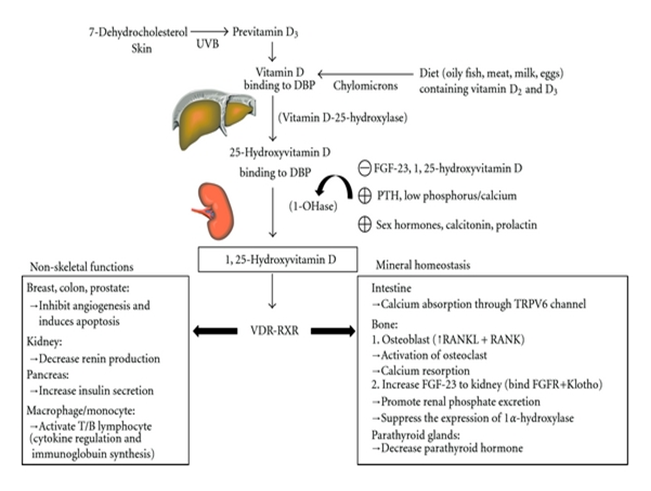 7-Dehydrocholesterol
Skin
UVB
Previtamin D3
Vitamin D
binding to DBP
Chylomicrons
Diet (oily fish, meat, milk, eggs)
containing vitamin D2 and D3
(Vitamin D-25-hydroxylase)
25-Hydroxyvitamin D
binding to DBP
(1-OHase)
⊖ FGF-23, 1, 25-hydroxyvitamin D
⊕ PTH, low phosphorus/calcium
⊕ Sex hormones, calcitonin, prolactin
1, 25-Hydroxyvitamin D
VDR-RXR
Non-skeletal functions
Breast, colon, prostate:
→Inhibit angiogenesis and
induces apoptosis
Kidney:
→Decrease renin production
Pancreas:
→Increase insulin secretion
Macrophage/monocyte:
→Activate T/B lymphocyte
(cytokine regulation and
immunoglobuin synthesis)
Mineral homeostasis
Intestine
→Calcium absorption through TRPV6 channel
Bone:
1. Osteoblast (↑RANKL + RANK)
→Activation of osteoclast
→Calcium resorption
2. Increase FGF-23 to kidney (bind FGFR+Klotho)
→Promote renal phosphate excretion
→Suppress the expression of 1α-hydroxylase
Parathyroid glands:
→Decrease parathyroid hormone